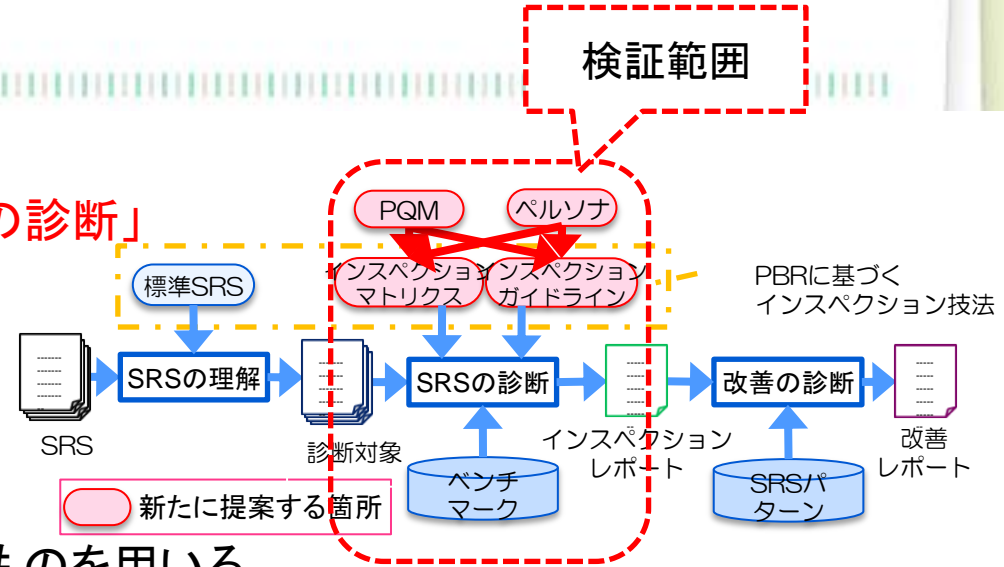 検証範囲
の診断」
PQM
ペルソナ
標準SRS
インスペクション
マトリクス
インスペクション
ガイドライン
PBRに基づく
インスペクション技法
SRSの理解
SRSの診断
改善の診断
SRS
診断対象
インスペクション
レポート
改善
レポート
ベンチ
マーク
SRSパ
ターン
新たに提案する箇所
のを用いる